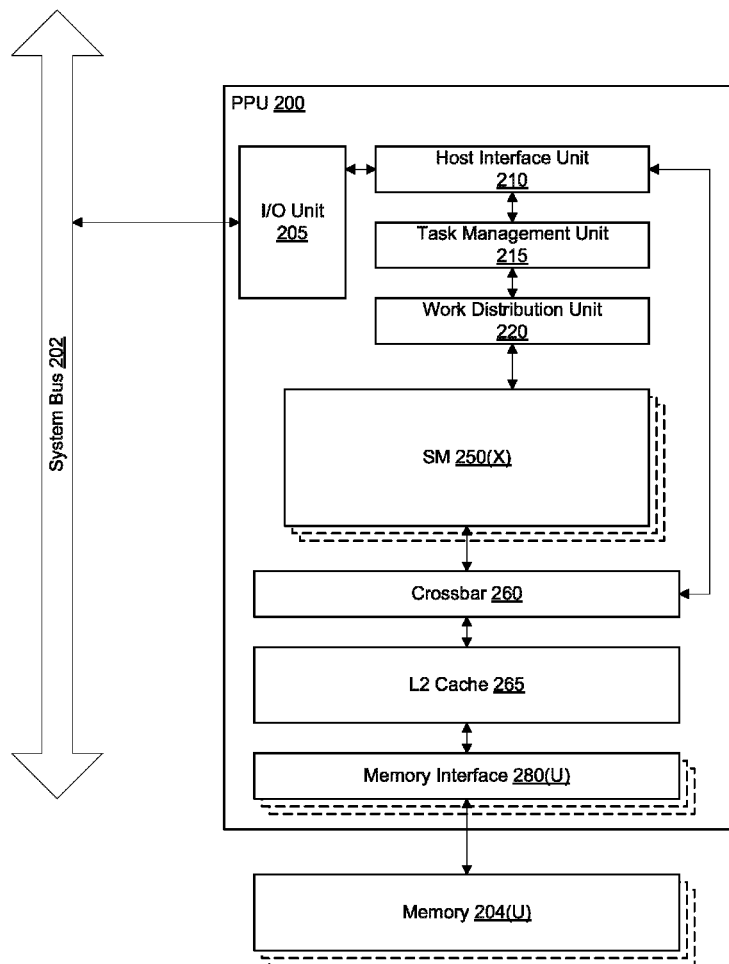 PPU 200
Host Interface Unit
210
I/O Unit
205
Task Management Unit
215
Work Distribution Unit
220
System Bus 202
SM 250(X)
Crossbar 260
L2 Cache 265
Memory Interface 280(U)
Memory 204(U)